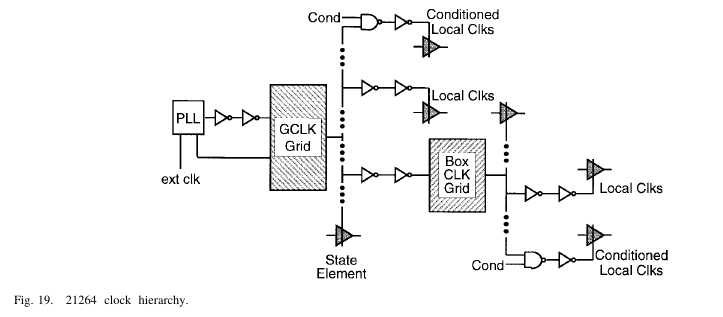 Cond
Conditioned
Local Clks
Local Clks
PLL
GCLK
Grid
ext clk
Box
CLK
Grid
Local Clks
State
Element
Cond
Conditioned
Local Clks
Fig. 19. 21264 clock hierarchy.